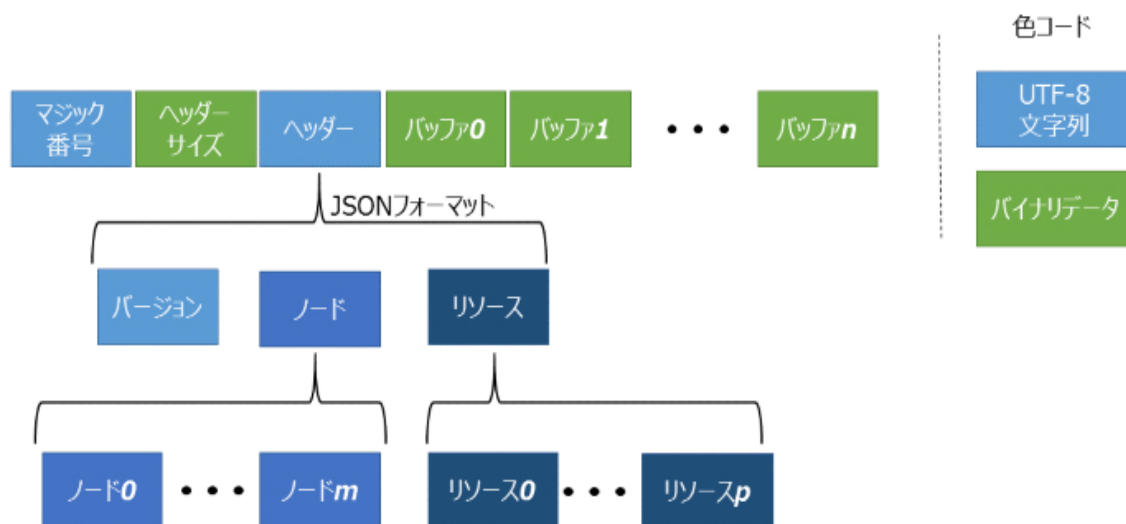 色コード
マジック
番号
ヘッダー
サイズ
ヘッダー
バッファ0
バッファ1
• • •
バッファn
UTF-8
文字列
バイナリデータ
JSONフォーマット
バージョン
ノード
リソース
ノード0
• • •
ノードm
リソース0
• • •
リソースp